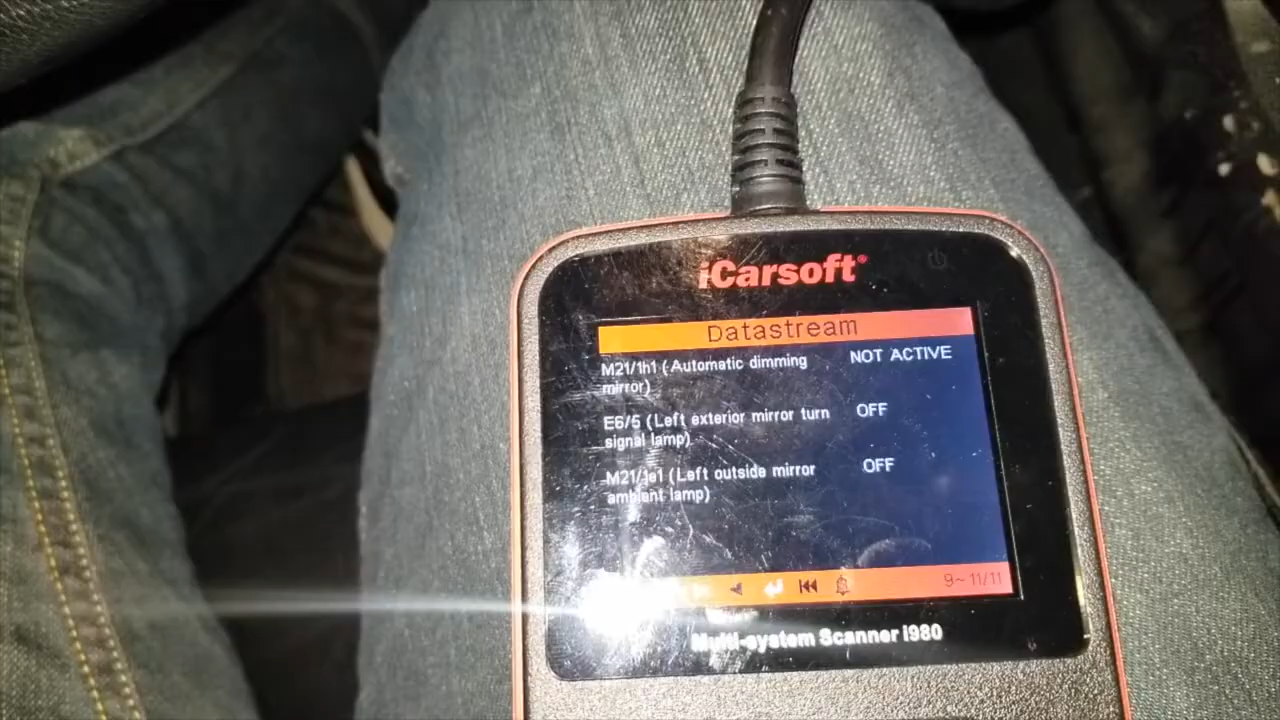 iCarsoft®
Datastream
M21/1h1 (Automatic dimming mirror) NOT ACTIVE
E6/5 (Left exterior mirror turn signal lamp) OFF
M21/1e1 (Left outside mirror ambient lamp) OFF
9~11/11
Multi-system Scanner i980